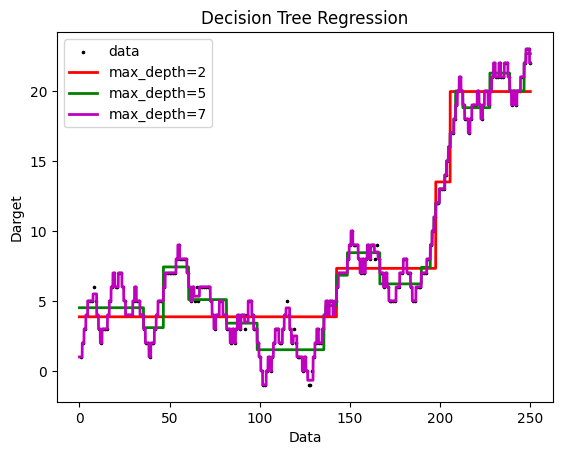 Decision Tree Regression
data
max_depth=2
max_depth=5
max_depth=7
Darget
20
15
10
5
0
0 50 100 150 200 250
Data